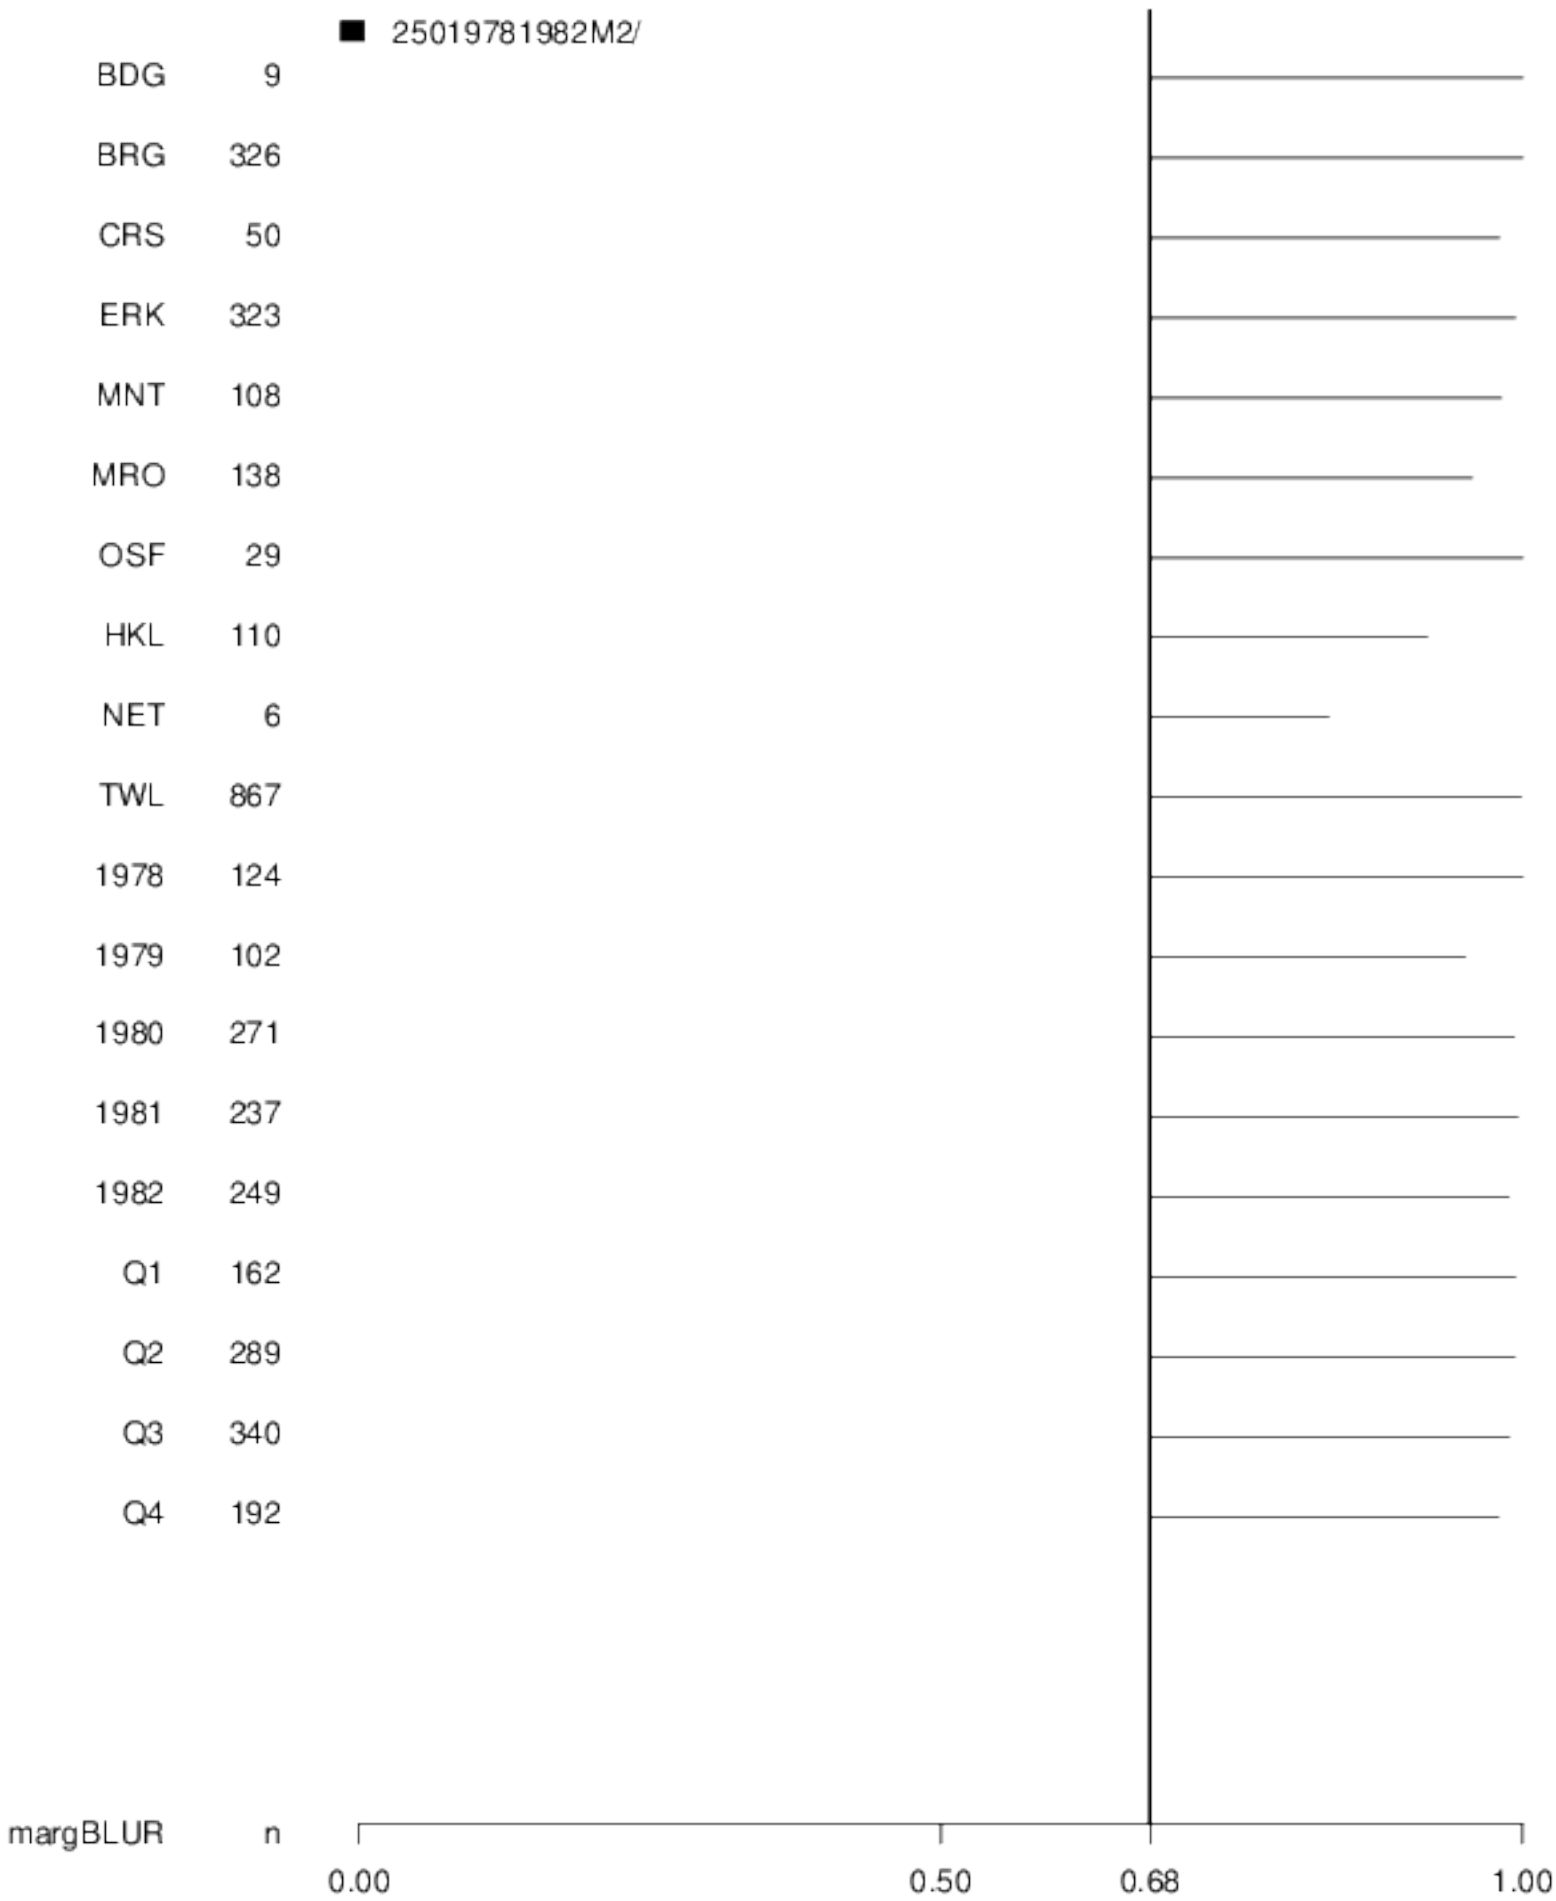 25019781982M2/
BDG 9
BRG 326
CRS 50
ERK 323
MNT 108
MRO 138
OSF 29
HKL 110
NET 6
TWL 867
1978 124
1979 102
1980 271
1981 237
1982 249
Q1 162
Q2 289
Q3 340
Q4 192
margBLUR n
0.00 0.50 0.68 1.00